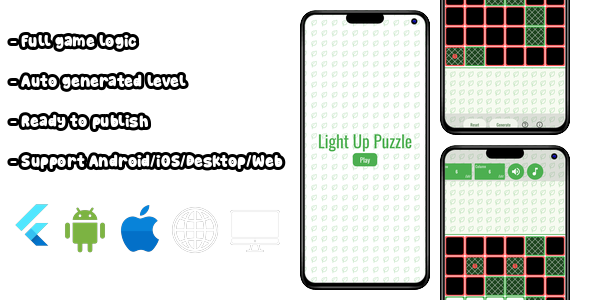 - Full game logic
- Auto generated level
- Ready to publish
- Support Android/iOS/Desktop/Web
Light Up Puzzle
Play
Reset
Generate